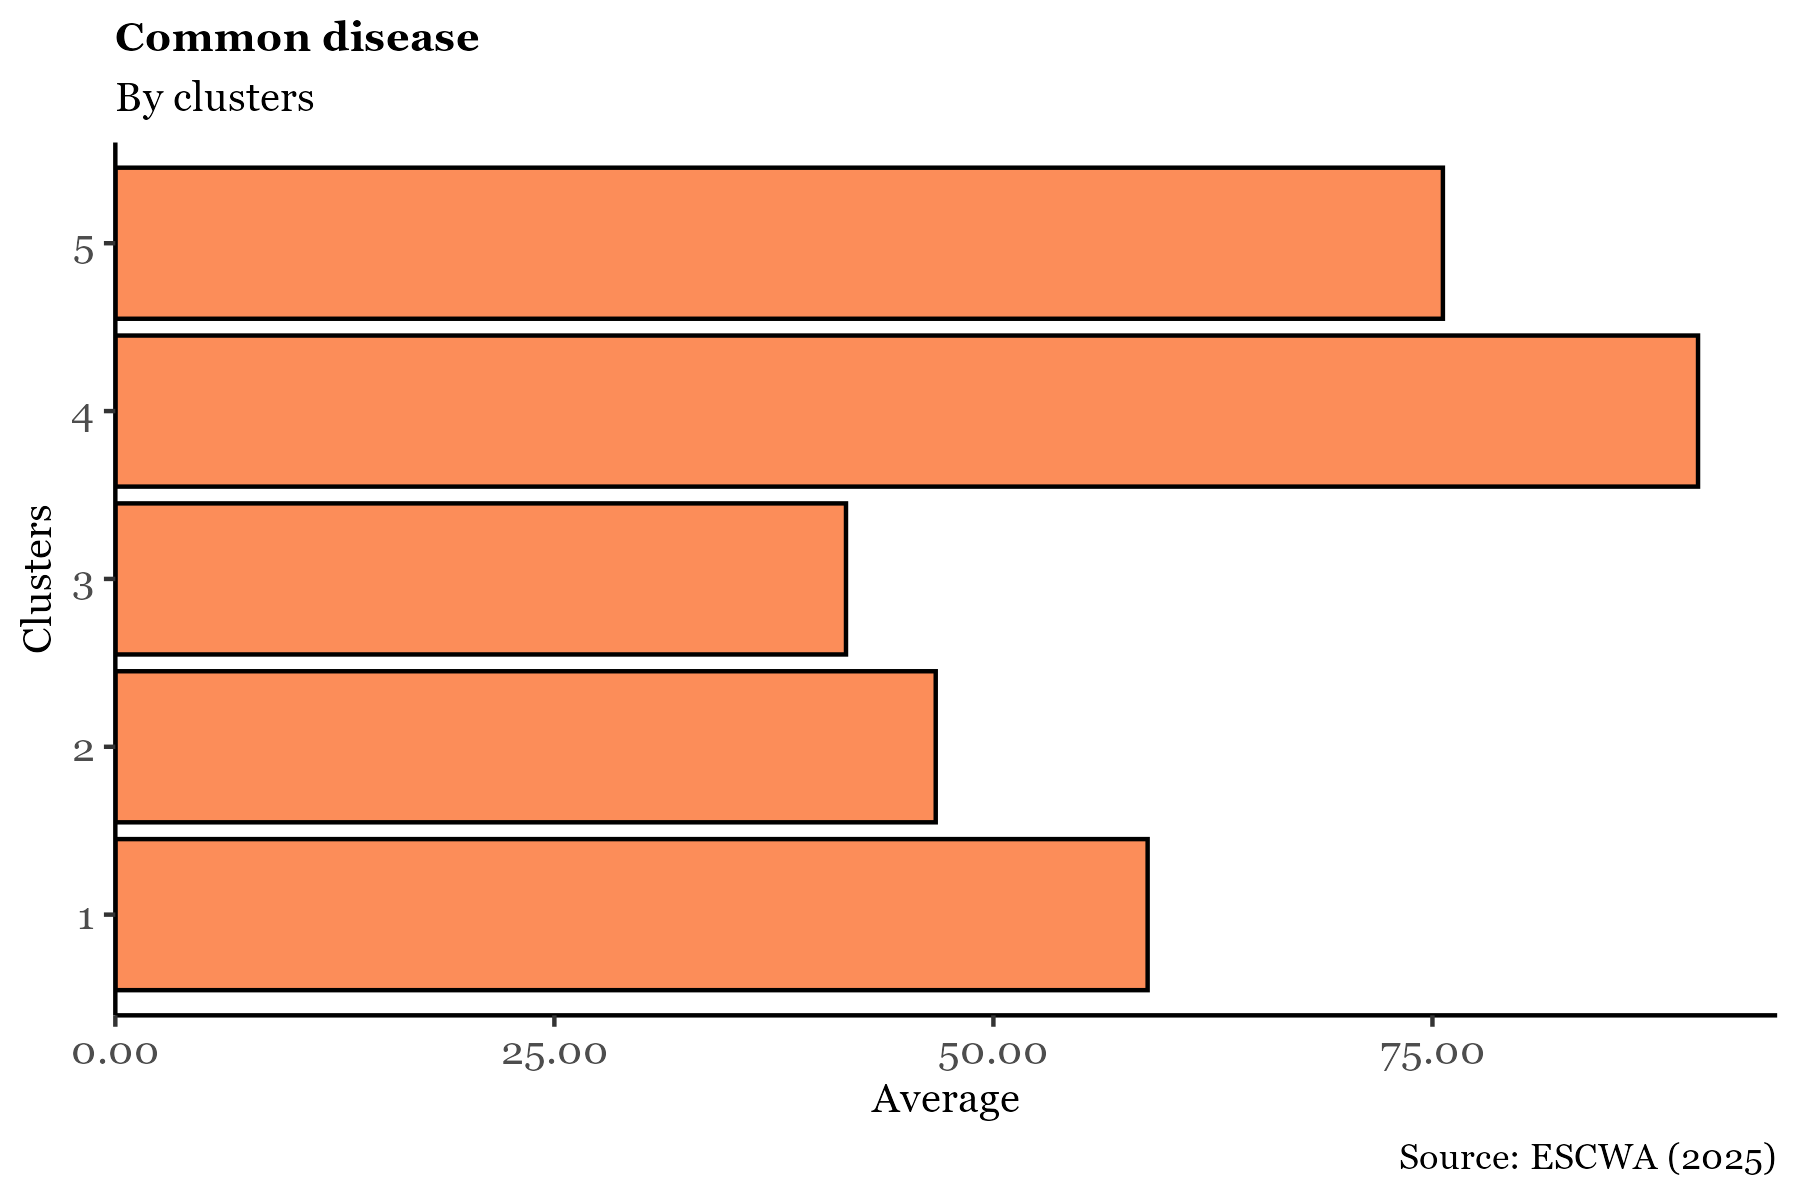 Common disease
By clusters
5
4
3
2
1
Clusters
0.00 25.00 50.00 75.00
Average
Source: ESCWA (2025)